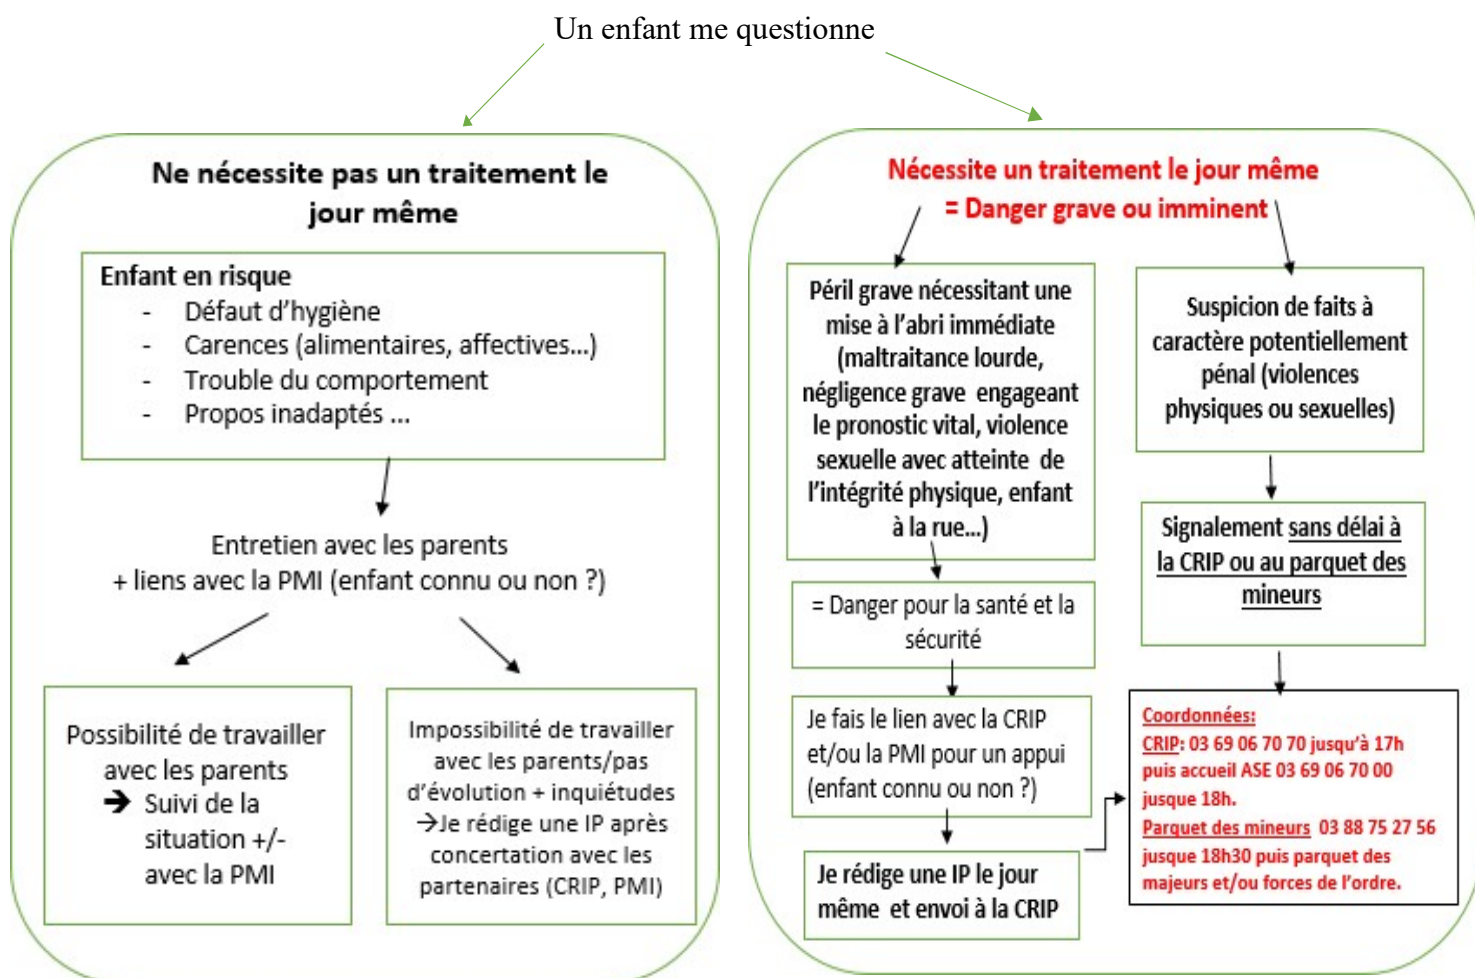 Un enfant me questionne
Ne nécessite pas un traitement le
jour même
Enfant en risque
- Défaut d’hygiène
- Carences (alimentaires, affectives...)
- Trouble du comportement
- Propos inadaptés ...
Entretien avec les parents
+ liens avec la PMI (enfant connu ou non ?)
Possibilité de travailler
avec les parents
➔ Suivi de la
situation +/-
avec la PMI
Impossibilité de travailler
avec les parents/pas
d’évolution + inquiétudes
→Je rédige une IP après
concertation avec les
partenaires (CRIP, PMI)
Nécessite un traitement le jour même
= Danger grave ou imminent
Péril grave nécessitant une
mise à l’abri immédiate
(maltraitance lourde,
négligence grave engageant
le pronostic vital, violence
sexuelle avec atteinte de
l’intégrité physique, enfant
à la rue...)
= Danger pour la santé et la
sécurité
Je fais le lien avec la CRIP
et/ou la PMI pour un appui
(enfant connu ou non ?)
Je rédige une IP le jour
même et envoi à la CRIP
Suspicion de faits à
caractère potentiellement
pénal (violences
physiques ou sexuelles)
Signalement sans délai à
la CRIP ou au parquet des
mineurs
Coordonnées:
CRIP: 03 69 06 70 70 jusqu’à 17h
puis accueil ASE 03 69 06 70 00
jusque 18h.
Parquet des mineurs 03 88 75 27 56
jusque 18h30 puis parquet des
majeurs et/ou forces de l’ordre.